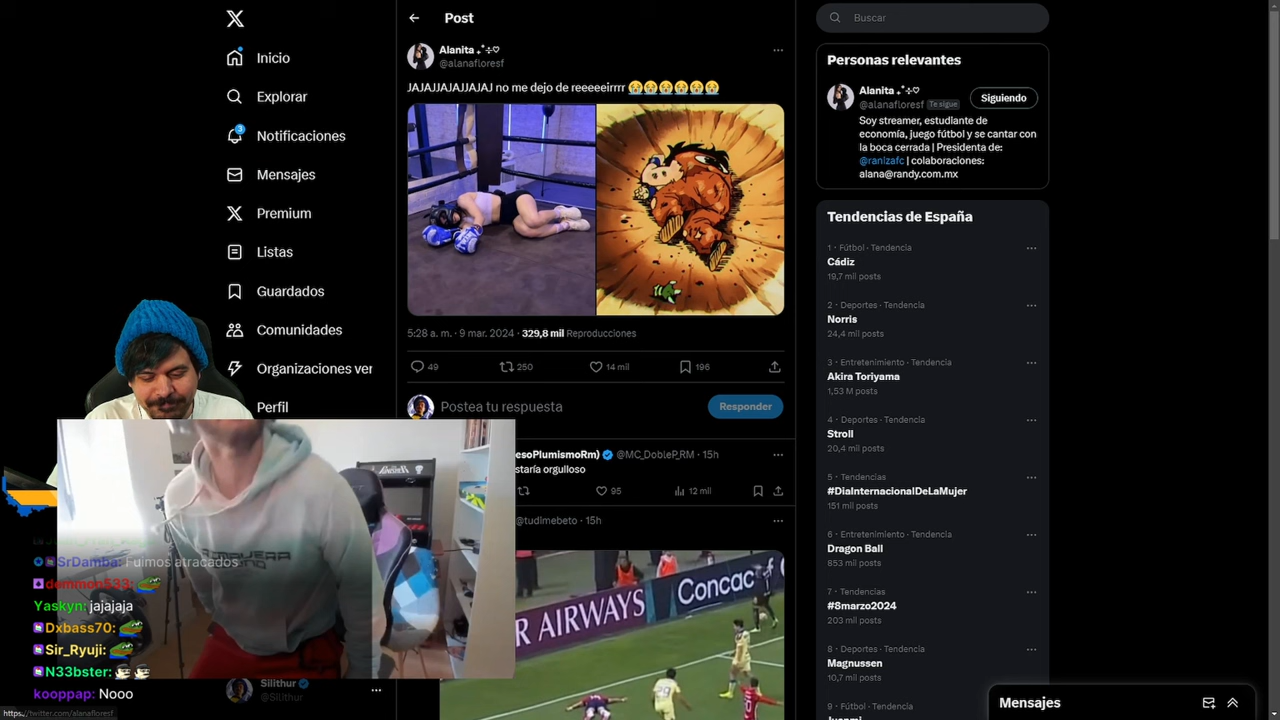 Inicio
Explorar
3
Notificaciones
Mensajes
Premium
Listas
Guardados
Comunidades
Organizaciones ver
Perfil
Silithur
@Silithur
Post
Alanita
@alanafloresf
JAJAJJAJAJJAJAJ no me dejo de reeeeeirrrr 😭😭😭😭😭😭
5:28 a. m. · 9 mar. 2024 · 329,8 mil Reproducciones
49
250
14 mil
196
Postea tu respuesta
Responder
esoPlumismoRm) @MC_DobleP_RM · 15h
staría orgulloso
95
12 mil
@tudimebeto · 15h
R AIRWAYS
Concac
Buscar
Personas relevantes
Alanita
@alanafloresf Te sigue
Siguiendo
Soy streamer, estudiante de
economía, juego fútbol y se cantar con
la boca cerrada | Presidenta de:
@ranizafc | colaboraciones:
alana@randy.com.mx
Tendencias de España
1 · Fútbol · Tendencia
Cádiz
19,7 mil posts
2 · Deportes · Tendencia
Norris
24,4 mil posts
3 · Entretenimiento · Tendencia
Akira Toriyama
1,53 M posts
4 · Deportes · Tendencia
Stroll
20,4 mil posts
5 · Tendencias
#DiaInternacionalDeLaMujer
151 mil posts
6 · Entretenimiento · Tendencia
Dragon Ball
853 mil posts
7 · Tendencias
#8marzo2024
203 mil posts
8 · Deportes · Tendencia
Magnussen
10,7 mil posts
9 · Fútbol · Tendencia
Mensajes
SrDamba: Fuimos atracados
demmon533:
Yaskyn: jajajaja
Dxbass70:
Sir_Ryuji:
N33bster:
kooppap: Nooo
https://twitter.com/alanafloresf